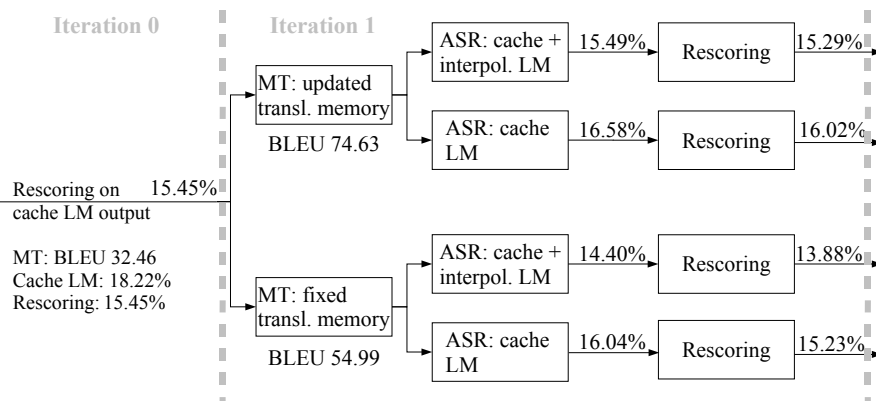 Iteration 0
Iteration 1
ASR: cache +
interpol. LM
15.49%
Rescoring
15.29%
MT: updated
transl. memory
BLEU 74.63
ASR: cache
LM
16.58%
Rescoring
16.02%
Rescoring on
cache LM output
15.45%
MT: BLEU 32.46
Cache LM: 18.22%
Rescoring: 15.45%
ASR: cache +
interpol. LM
14.40%
Rescoring
13.88%
MT: fixed
transl. memory
BLEU 54.99
ASR: cache
LM
16.04%
Rescoring
15.23%